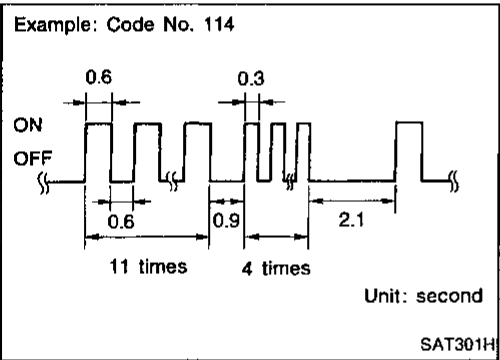 Example: Code No. 114
0.6
0.3
ON
OFF
0.6
0.9
2.1
11 times
4 times
Unit: second
SAT301H